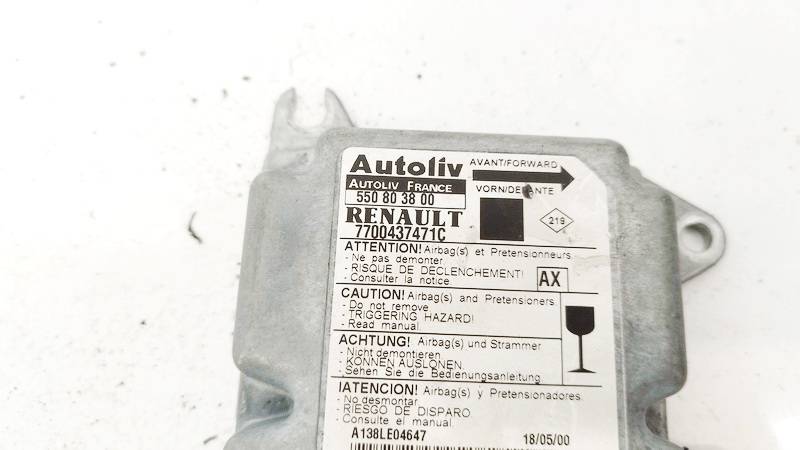 Autoliv
AVANT/FORWARD
AUTOLIV FRANCE
VORN/DELANTE
550 80 38 00
RENAULT
219
7700437471C
ATTENTION! Airbag(s) et Pretensionneurs.
- Ne pas demonter.
- RISQUE DE DECLENCHEMENT!
- Consulter la notice.
AX
CAUTION! Airbag(s) and Pretensioners.
- Do not remove
- TRIGGERING HAZARD!
- Read manual.
ACHTUNG! Airbag(s) und Strammer
- Nicht demontieren
- KONNEN AUSLONEN.
- Sehen Sie die Bedienungsanleitung.
IATENCION! Airbag(s) y Pretensionadores.
- No desmontar.
- RIESGO DE DISPARO
- Consulte el manual.
A138LE04647
18/05/00